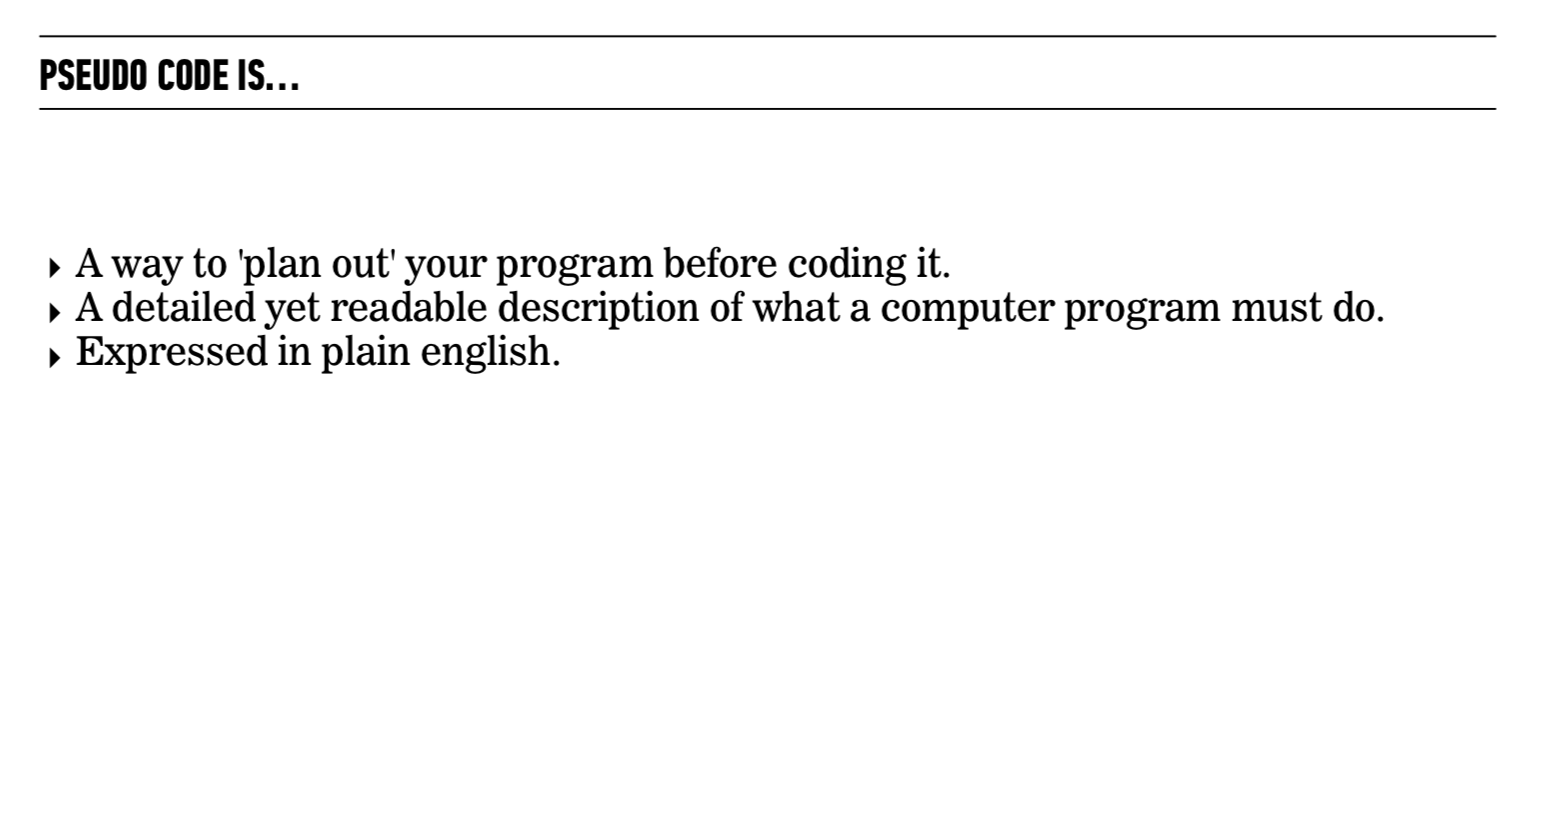 PSEUDO CODE IS...
▸ A way to 'plan out' your program before coding it.
▸ A detailed yet readable description of what a computer program must do.
▸ Expressed in plain english.